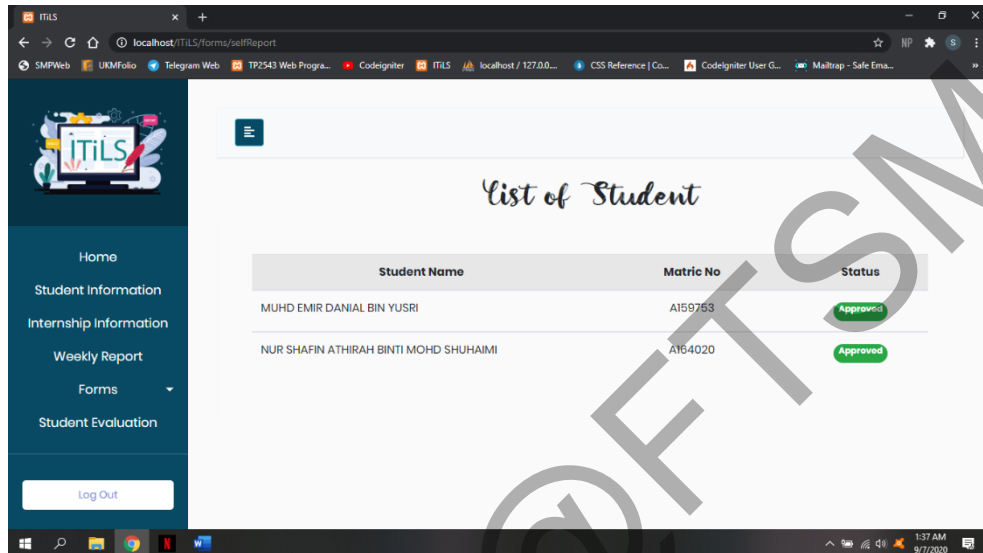 ITiLS
localhost/ITiLS/forms/selfReport
NP
S
SMPWeb UKMFolio Telegram Web TP2543 Web Progra... Codeigniter ITiLS localhost / 127.0.0.... CSS Reference | Co... CodeIgniter User G... Mailtrap - Safe Ema...
ITiLS
List of Student
Home
Student Information
Internship Information
Weekly Report
Forms
Student Evaluation
Log Out
Student Name Matric No Status
MUHD EMIR DANIAL BIN YUSRI A159753 Approved
NUR SHAFIN ATHIRAH BINTI MOHD SHUHAIMI A164020 Approved
1:37 AM
9/7/2020
@FTSM